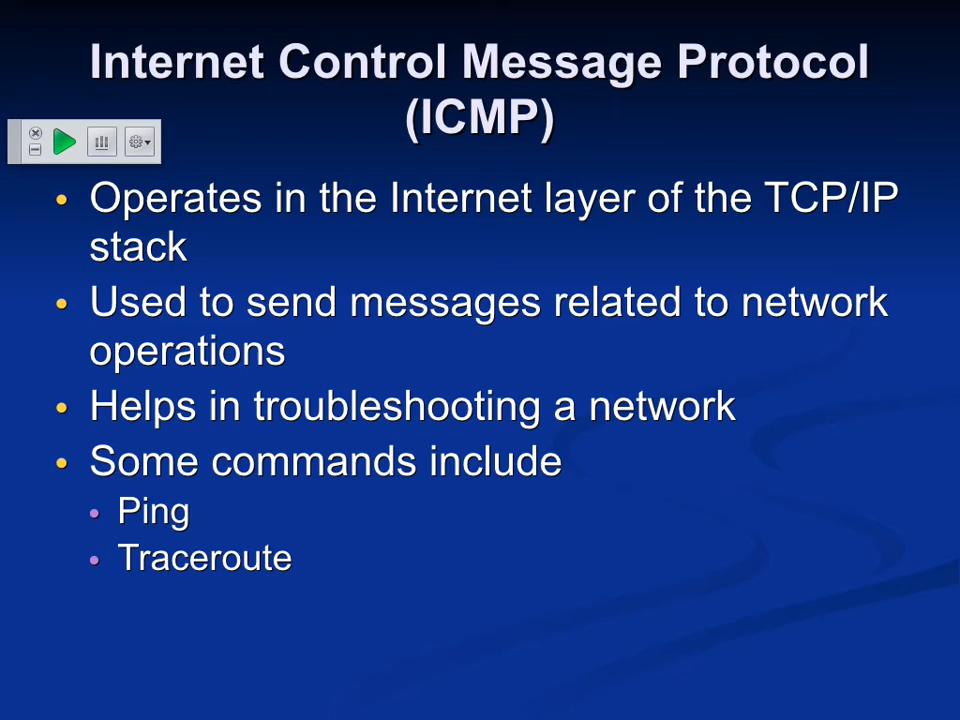 Internet Control Message Protocol
(ICMP)
• Operates in the Internet layer of the TCP/IP
stack
• Used to send messages related to network
operations
• Helps in troubleshooting a network
• Some commands include
• Ping
• Traceroute